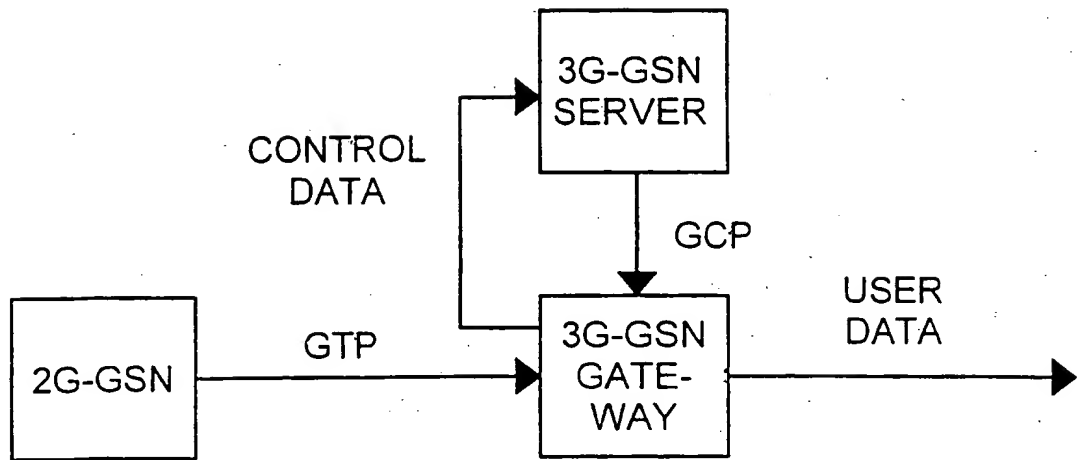 3G-GSN
SERVER
CONTROL
DATA
GCP
USER
DATA
GTP
2G-GSN
3G-GSN
GATE-
WAY